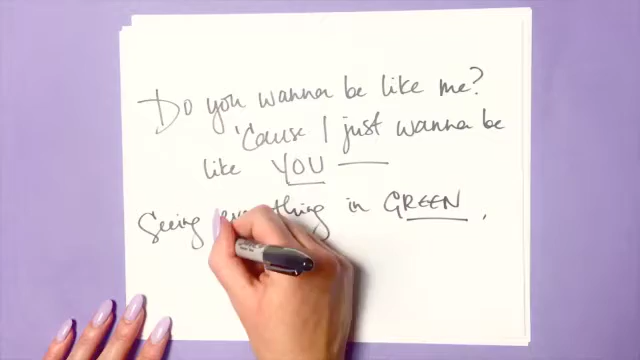 Do you wanna be like me?
'Cause I just wanna be
like YOU —
Seeing everything in GREEN,